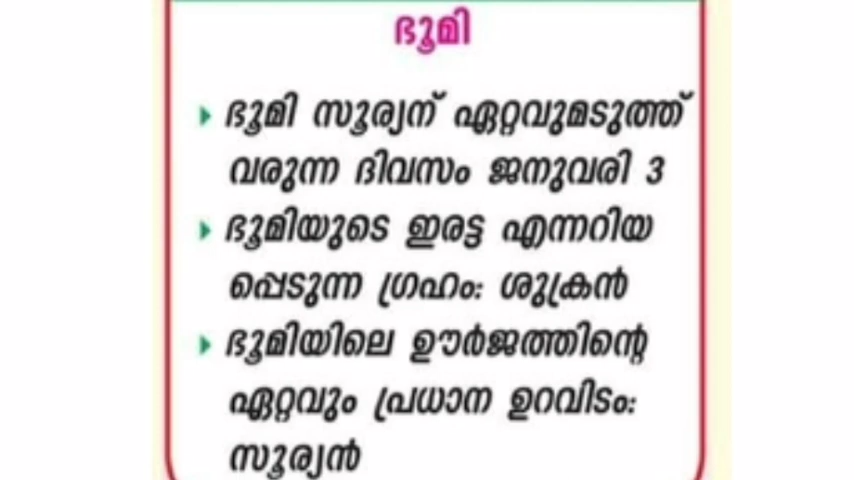 ഭൂമി
ഭൂമി സൂര്യന് ഏറ്റവുമടുത്ത്
വരുന്ന ദിവസം ജനുവരി 3
ഭൂമിയുടെ ഇരട്ട എന്നറിയ
പ്പെടുന്ന ഗ്രഹം: ശുക്രൻ
ഭൂമിയിലെ ഊർജത്തിന്റെ
ഏറ്റവും പ്രധാന ഉറവിടം:
സൂര്യൻ